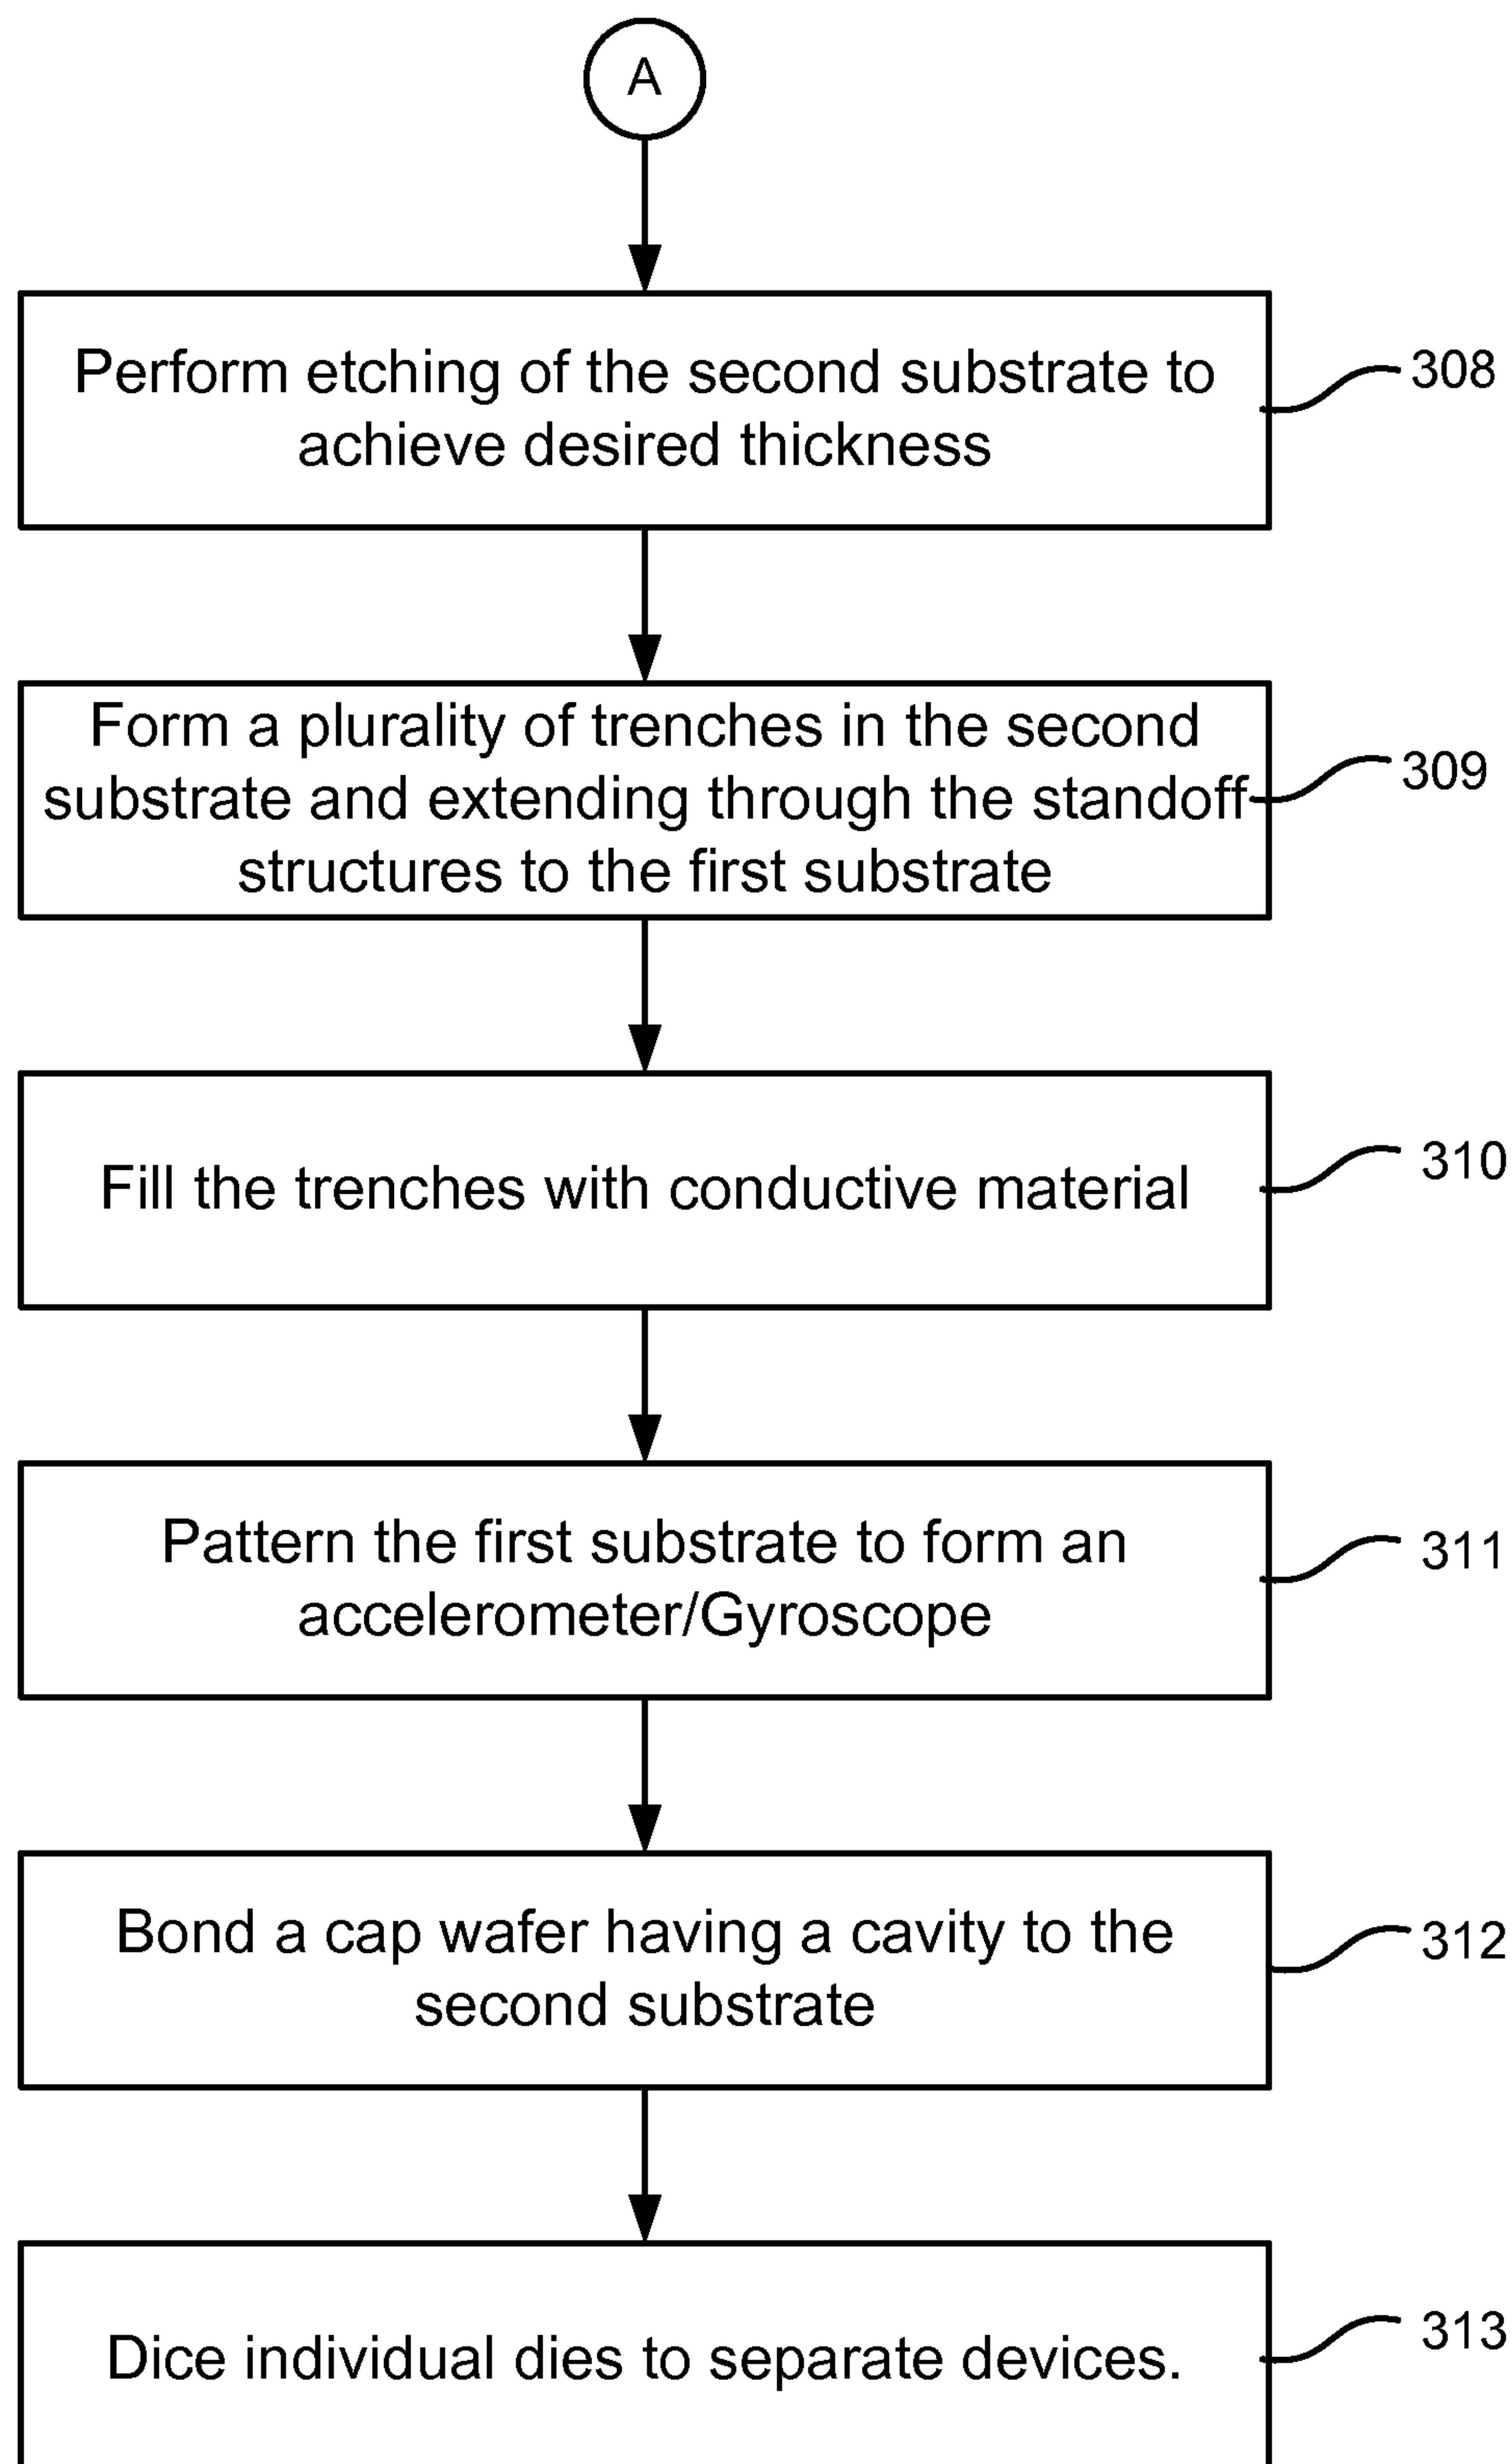 A
Perform etching of the second substrate to
achieve desired thickness
308
Form a plurality of trenches in the second
substrate and extending through the standoff
structures to the first substrate
309
Fill the trenches with conductive material
310
Pattern the first substrate to form an
accelerometer/Gyroscope
311
Bond a cap wafer having a cavity to the
second substrate
312
Dice individual dies to separate devices.
313